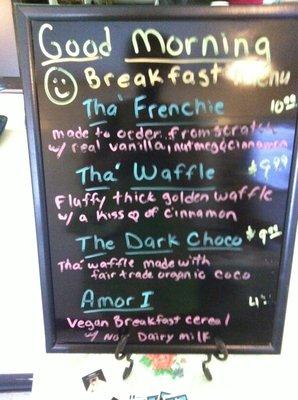 Good Morning
Breakfast Menu
Tha' Frenchie 10.99
made to order from scratch
w/ real vanilla, nutmeg & cinnamon
Tha' Waffle $9.99
Fluffy thick golden waffle
w/ a kiss of cinnamon
The Dark Choco $9.99
Tha' waffle made with
fair trade organic coco
Amor I
Vegan Breakfast cereal
w/ Non Dairy milk